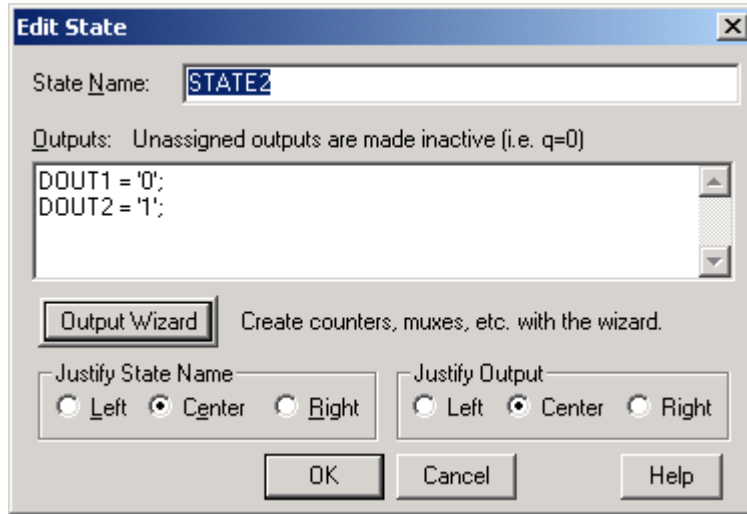 Edit State
State Name: STATE2
Outputs: Unassigned outputs are made inactive (i.e. q=0)
DOUT1 = '0';
DOUT2 = '1';
Output Wizard Create counters, muxes, etc. with the wizard.
Justify State Name Justify Output
Left Center Right Left Center Right
OK Cancel Help